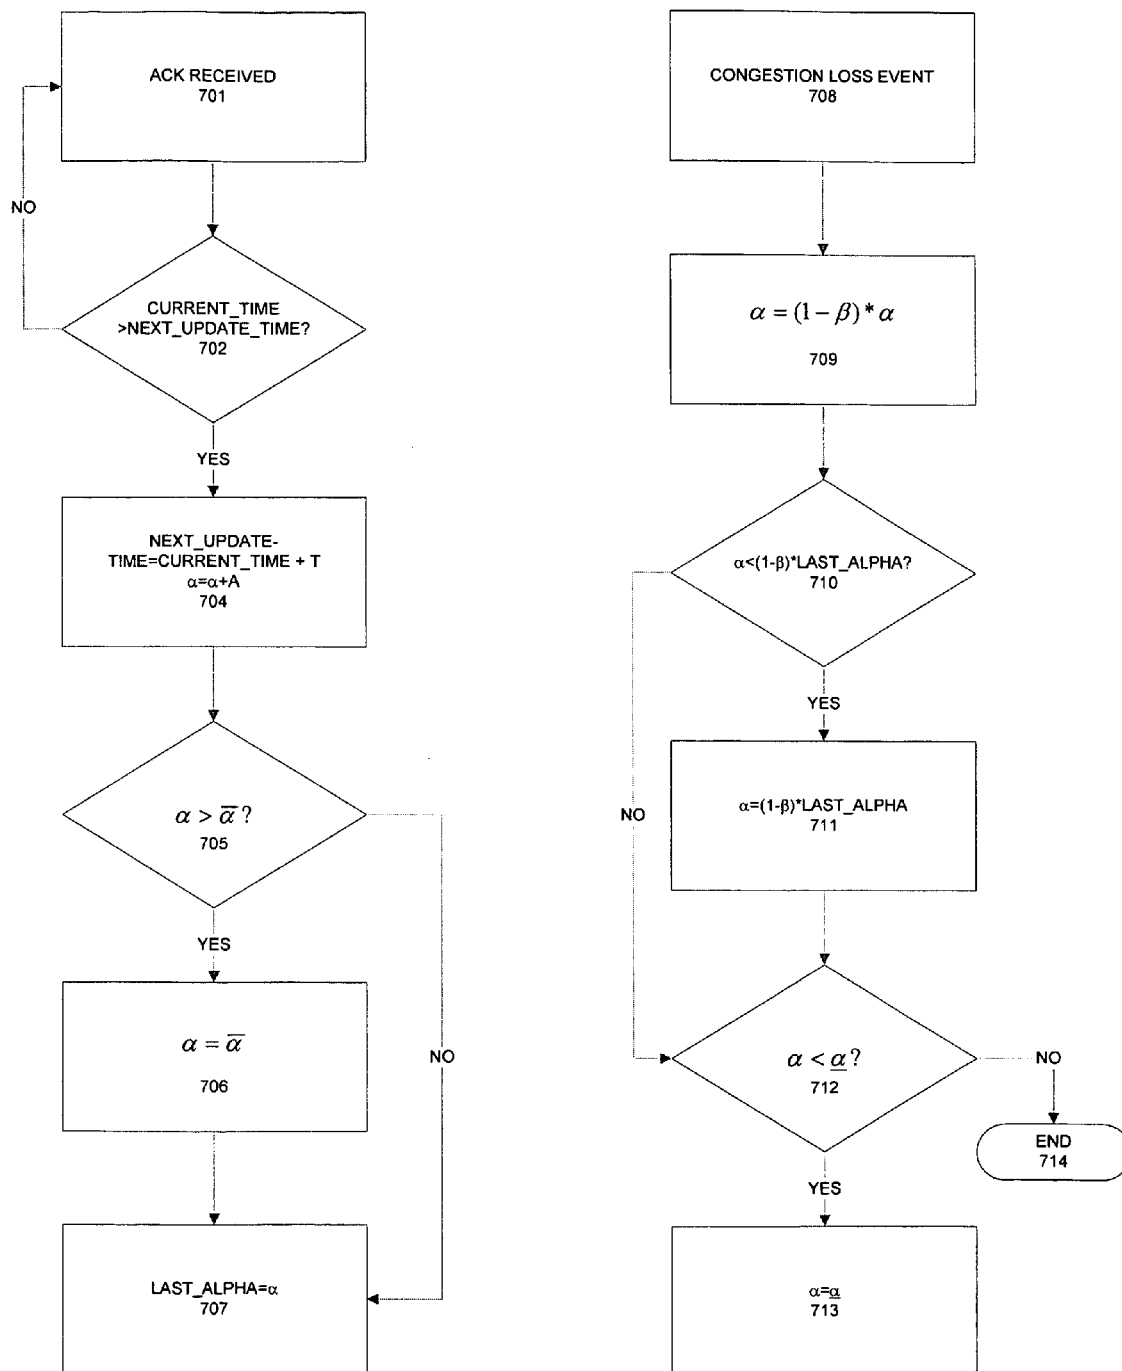 ACK RECEIVED
701
NO
CURRENT_TIME
>NEXT_UPDATE_TIME?
702
YES
NEXT_UPDATE-
TIME=CURRENT_TIME + T
α=α+A
704
α > α̅ ?
705
YES
NO
α = α̅
706
LAST_ALPHA=α
707
CONGESTION LOSS EVENT
708
α = (1 − β) * α
709
α<(1-β)*LAST_ALPHA?
710
YES
NO
α=(1-β)*LAST_ALPHA
711
α < α̲ ?
712
NO
END
714
YES
α=α̲
713